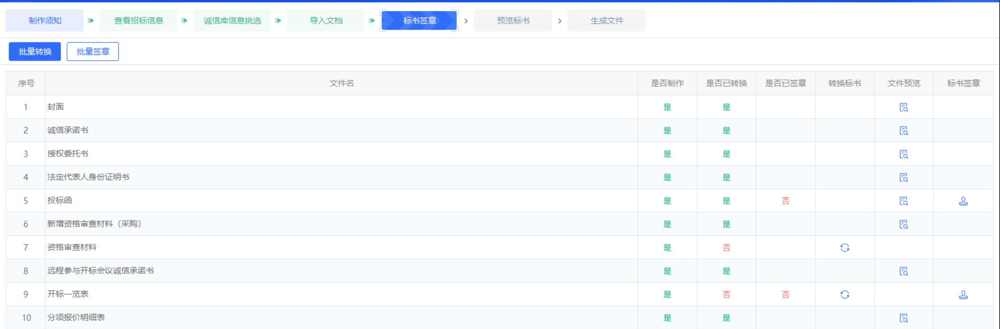 制作须知 查看招标信息 诚信库信息挑选 导入文档 标书签章 预览标书 生成文件
批量转换 批量签章
序号 文件名 是否制作 是否已转换 是否已签章 转换标书 文件预览 标书签章
1 封面 是 是
2 诚信承诺书 是 是
3 授权委托书 是 是
4 法定代表人身份证明书 是 是
5 投标函 是 是 否
6 新增资格审查材料（采购） 是 是
7 资格审查材料 是 否
8 远程参与开标会议诚信承诺书 是 是
9 开标一览表 是 否 否
10 分项报价明细表 是 是